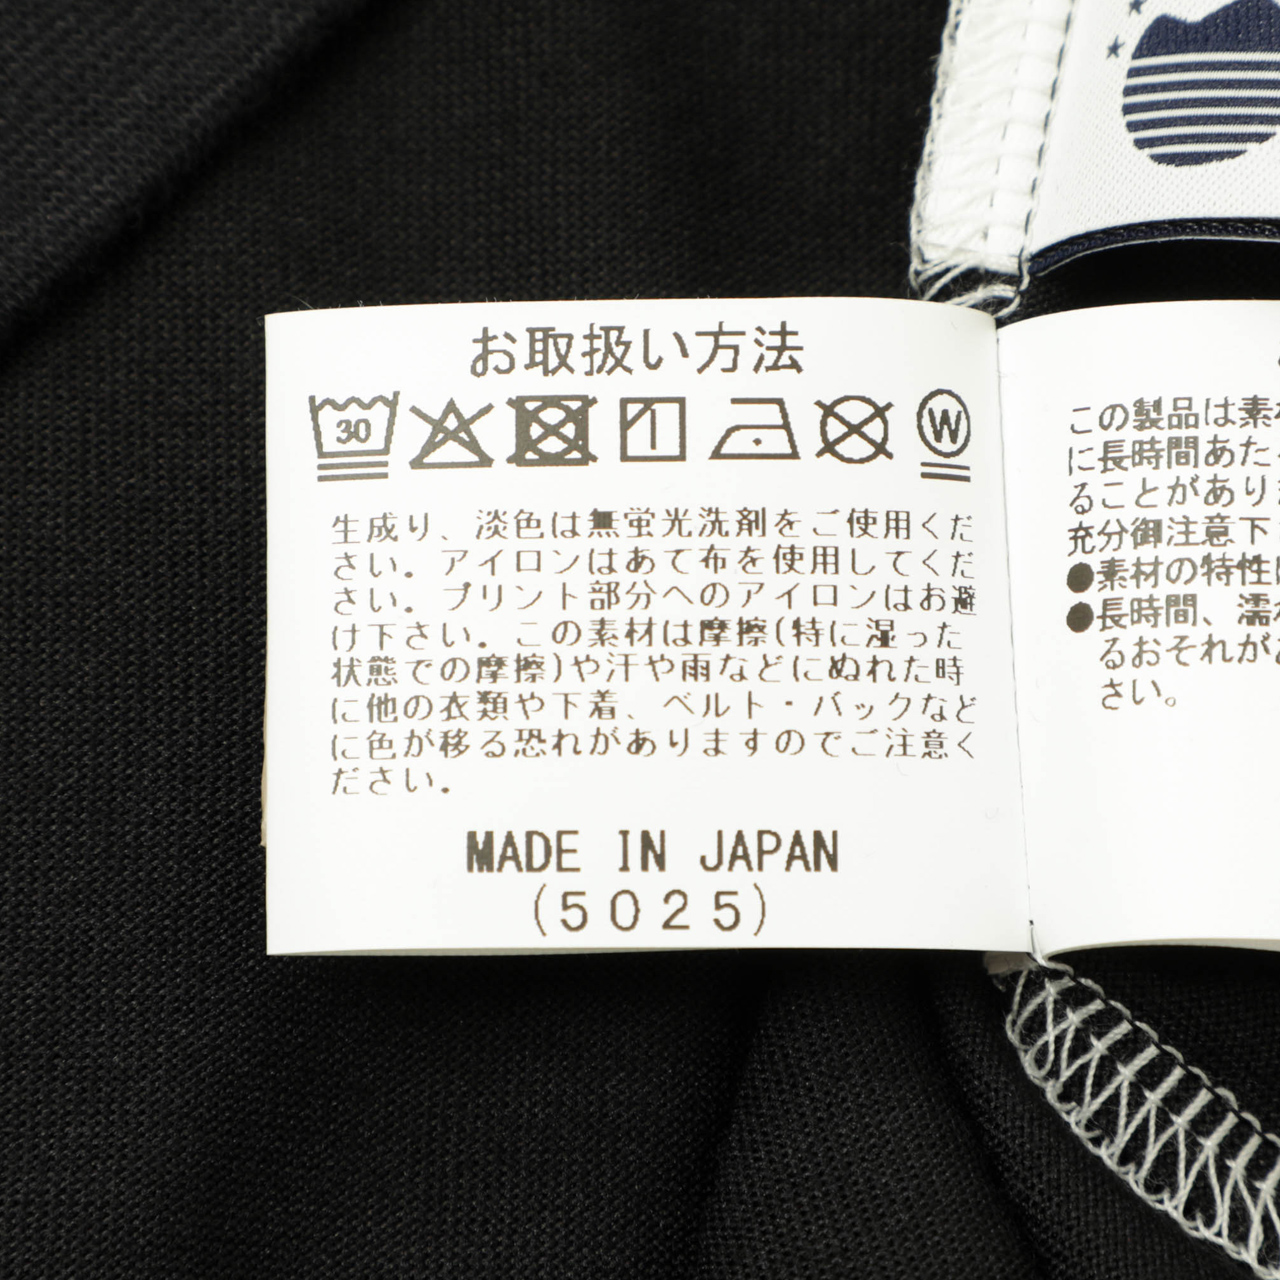 お取扱い方法
30
W
生成り、淡色は無蛍光洗剤をご使用くだ
さい。アイロンはあて布を使用してくだ
さい。プリント部分へのアイロンはお避
け下さい。この素材は摩擦(特に湿った
状態での摩擦)や汗や雨などにぬれた時
に他の衣類や下着、ベルト・バックなど
に色が移る恐れがありますのでご注意く
ださい。
MADE IN JAPAN
(5025)
この製品は素
に長時間あた
ることがあり
充分御注意下
●素材の特性
●長時間、濡
るおそれが
さい。